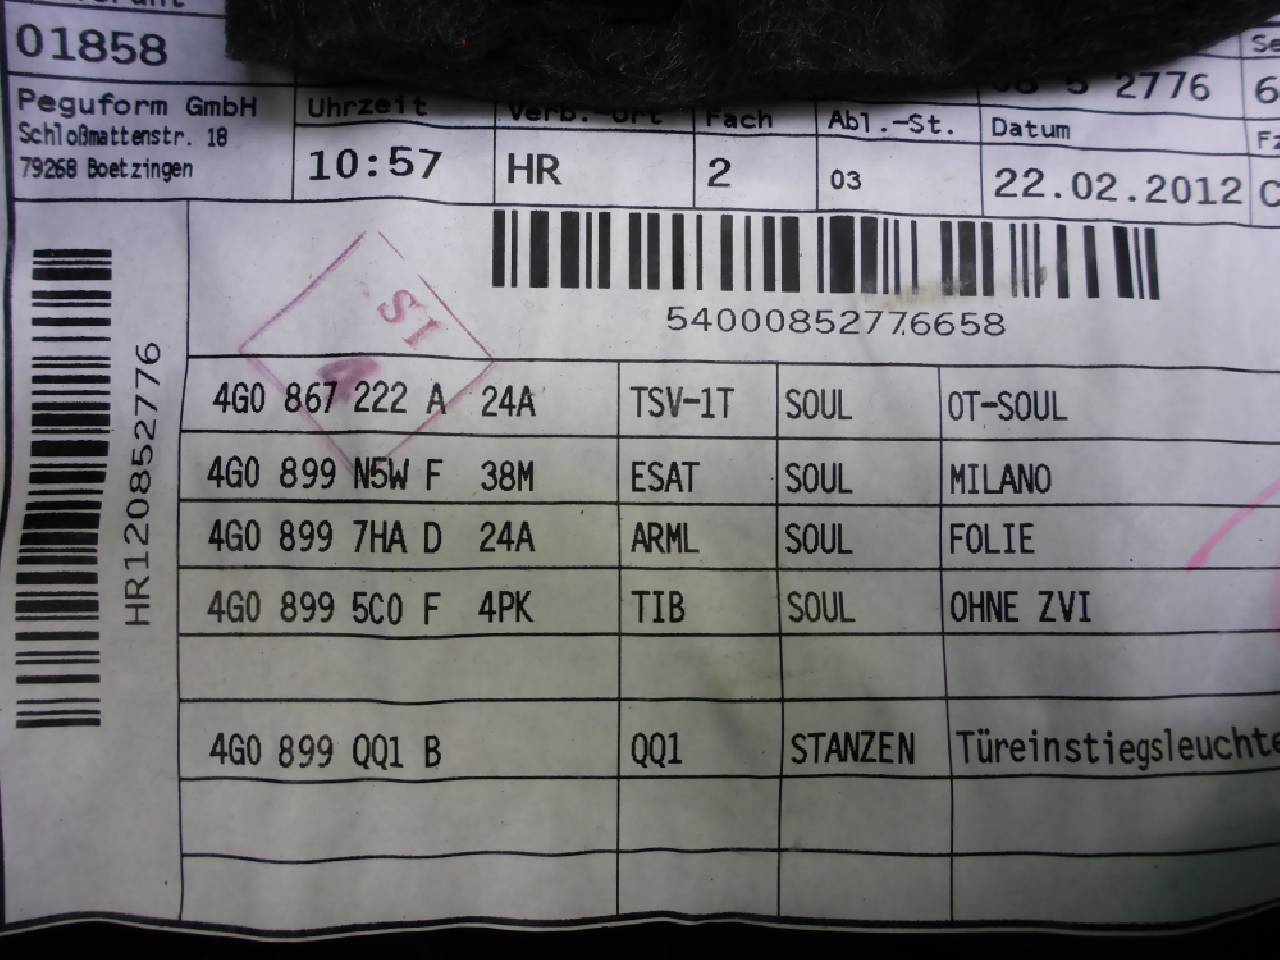 01858
Peguform GmbH
Schloßmattenstr. 18
79268 Boetzingen
Uhrzeit
10:57
Verb.-Ort
HR
Fach
2
Abl.-St.
03
2776
Datum
22.02.2012
54000852776658
HR120852776
SI
4G0 867 222 A 24A TSV-1T SOUL OT-SOUL
4G0 899 N5W F 38M ESAT SOUL MILANO
4G0 899 7HA D 24A ARML SOUL FOLIE
4G0 899 5C0 F 4PK TIB SOUL OHNE ZVI
4G0 899 QQ1 B QQ1 STANZEN Türeinstiegsleuchte